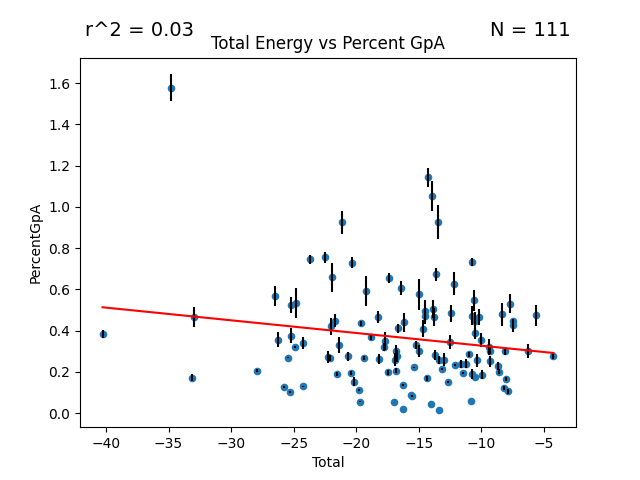 r^2 = 0.03
N = 111
Total Energy vs Percent GpA
PercentGpA
1.6
1.4
1.2
1.0
0.8
0.6
0.4
0.2
0.0
−40 −35 −30 −25 −20 −15 −10 −5
Total